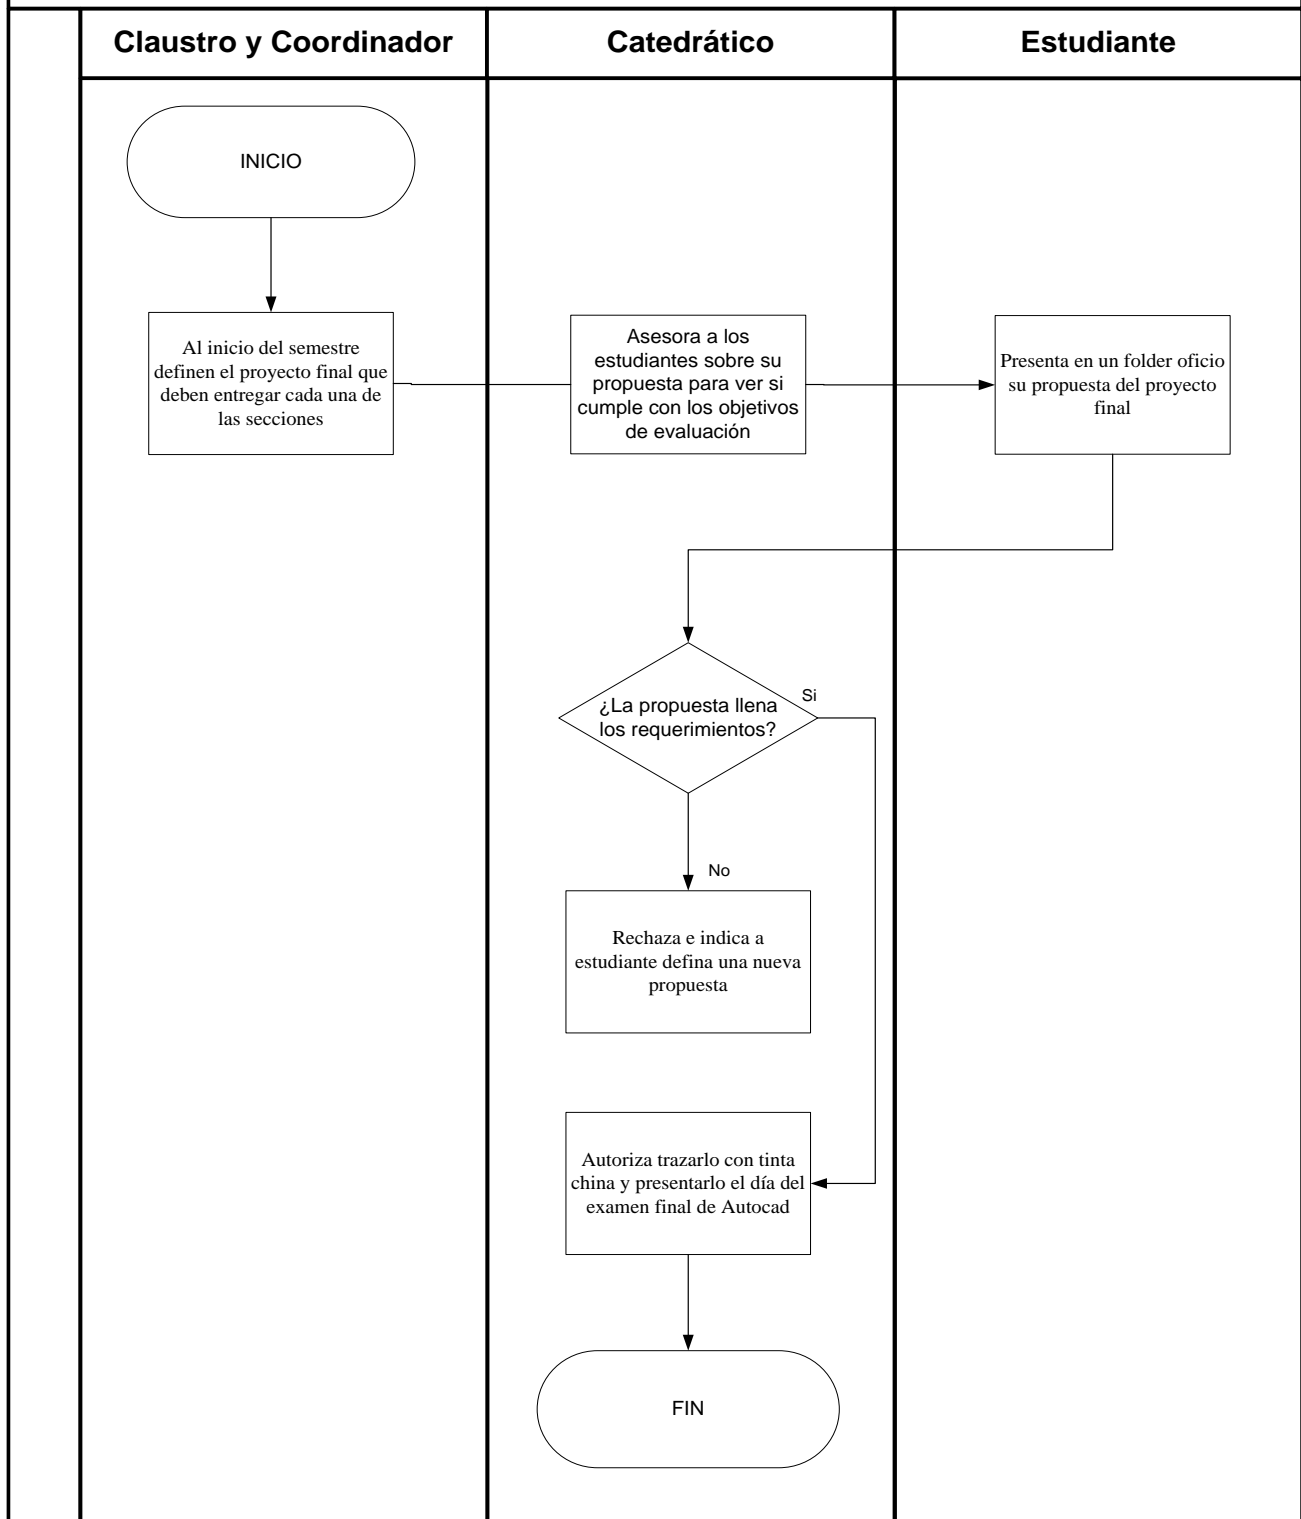 Claustro y Coordinador
Catedrático
Estudiante
INICIO
Al inicio del semestre
definen el proyecto final que
deben entregar cada una de
las secciones
Asesora a los
estudiantes sobre su
propuesta para ver si
cumple con los objetivos
de evaluación
Presenta en un folder oficio
su propuesta del proyecto
final
¿La propuesta llena
los requerimientos?
Si
No
Rechaza e indica a
estudiante defina una nueva
propuesta
Autoriza trazarlo con tinta
china y presentarlo el día del
examen final de Autocad
FIN